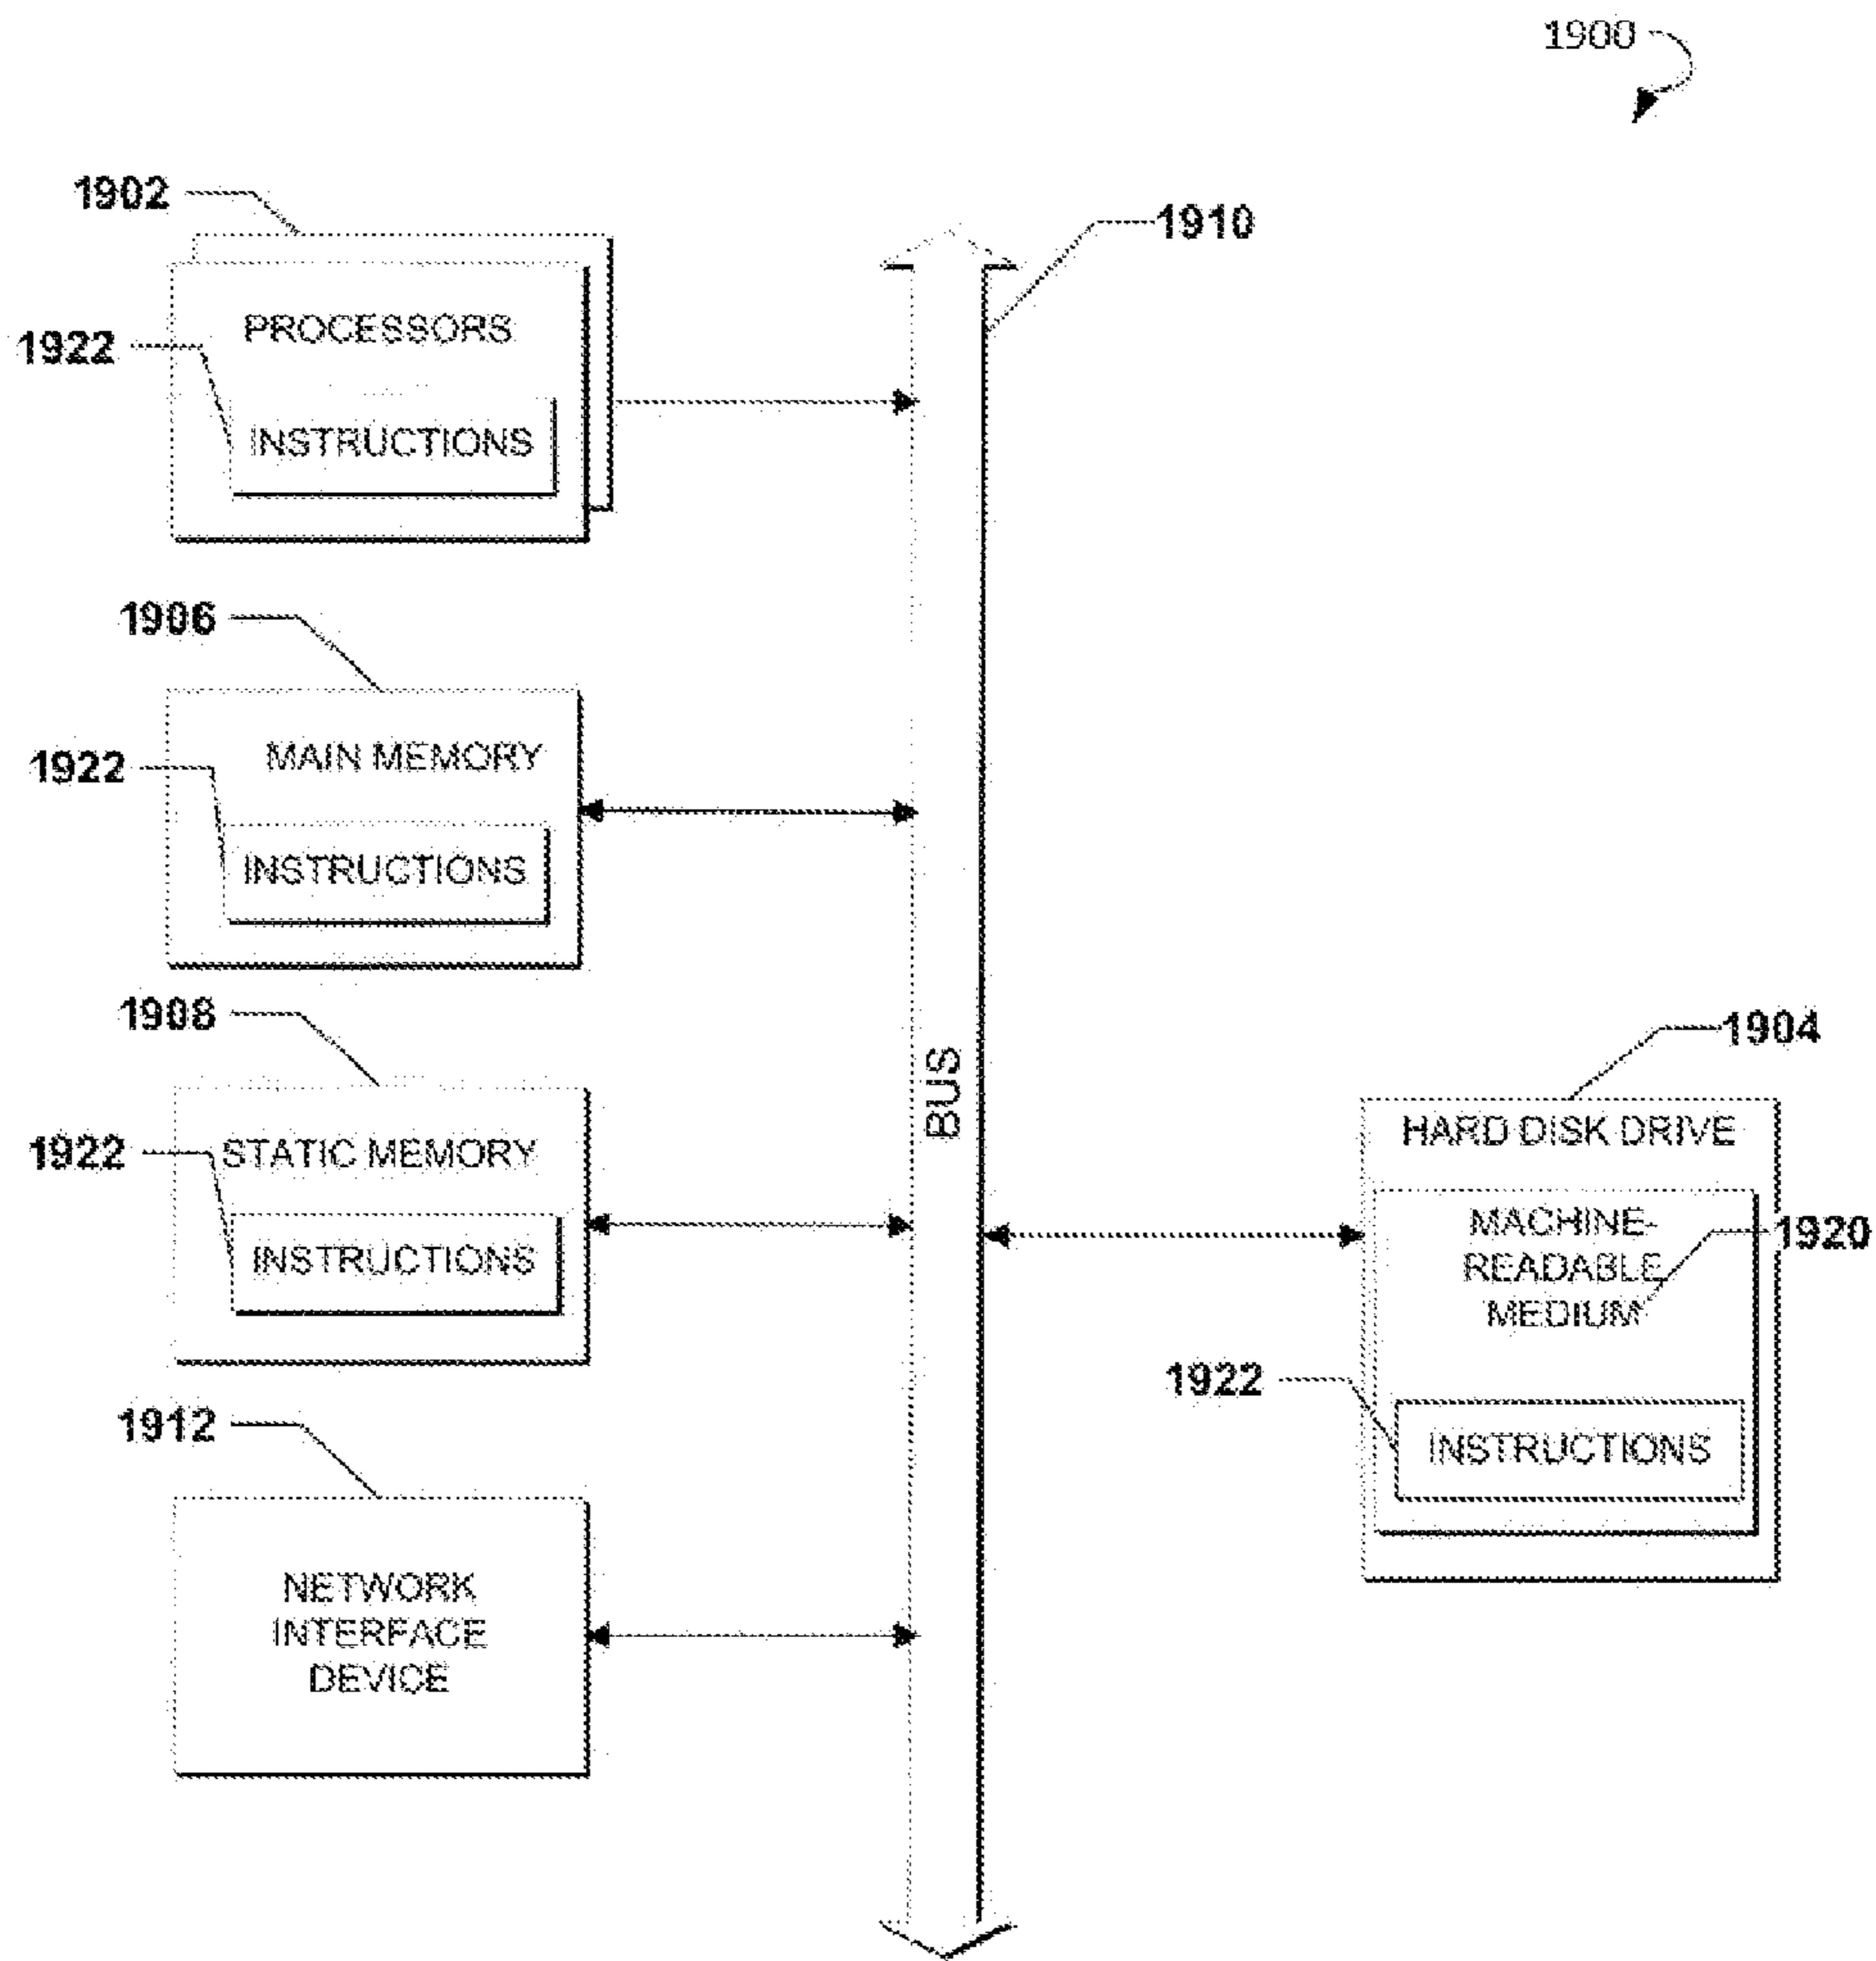 1900
1902
1910
PROCESSORS
1922
INSTRUCTIONS
1906
MAIN MEMORY
1922
INSTRUCTIONS
1908
STATIC MEMORY
1922
INSTRUCTIONS
1912
NETWORK
INTERFACE
DEVICE
BUS
1904
HARD DISK DRIVE
MACHINE-
READABLE
MEDIUM
1920
1922
INSTRUCTIONS